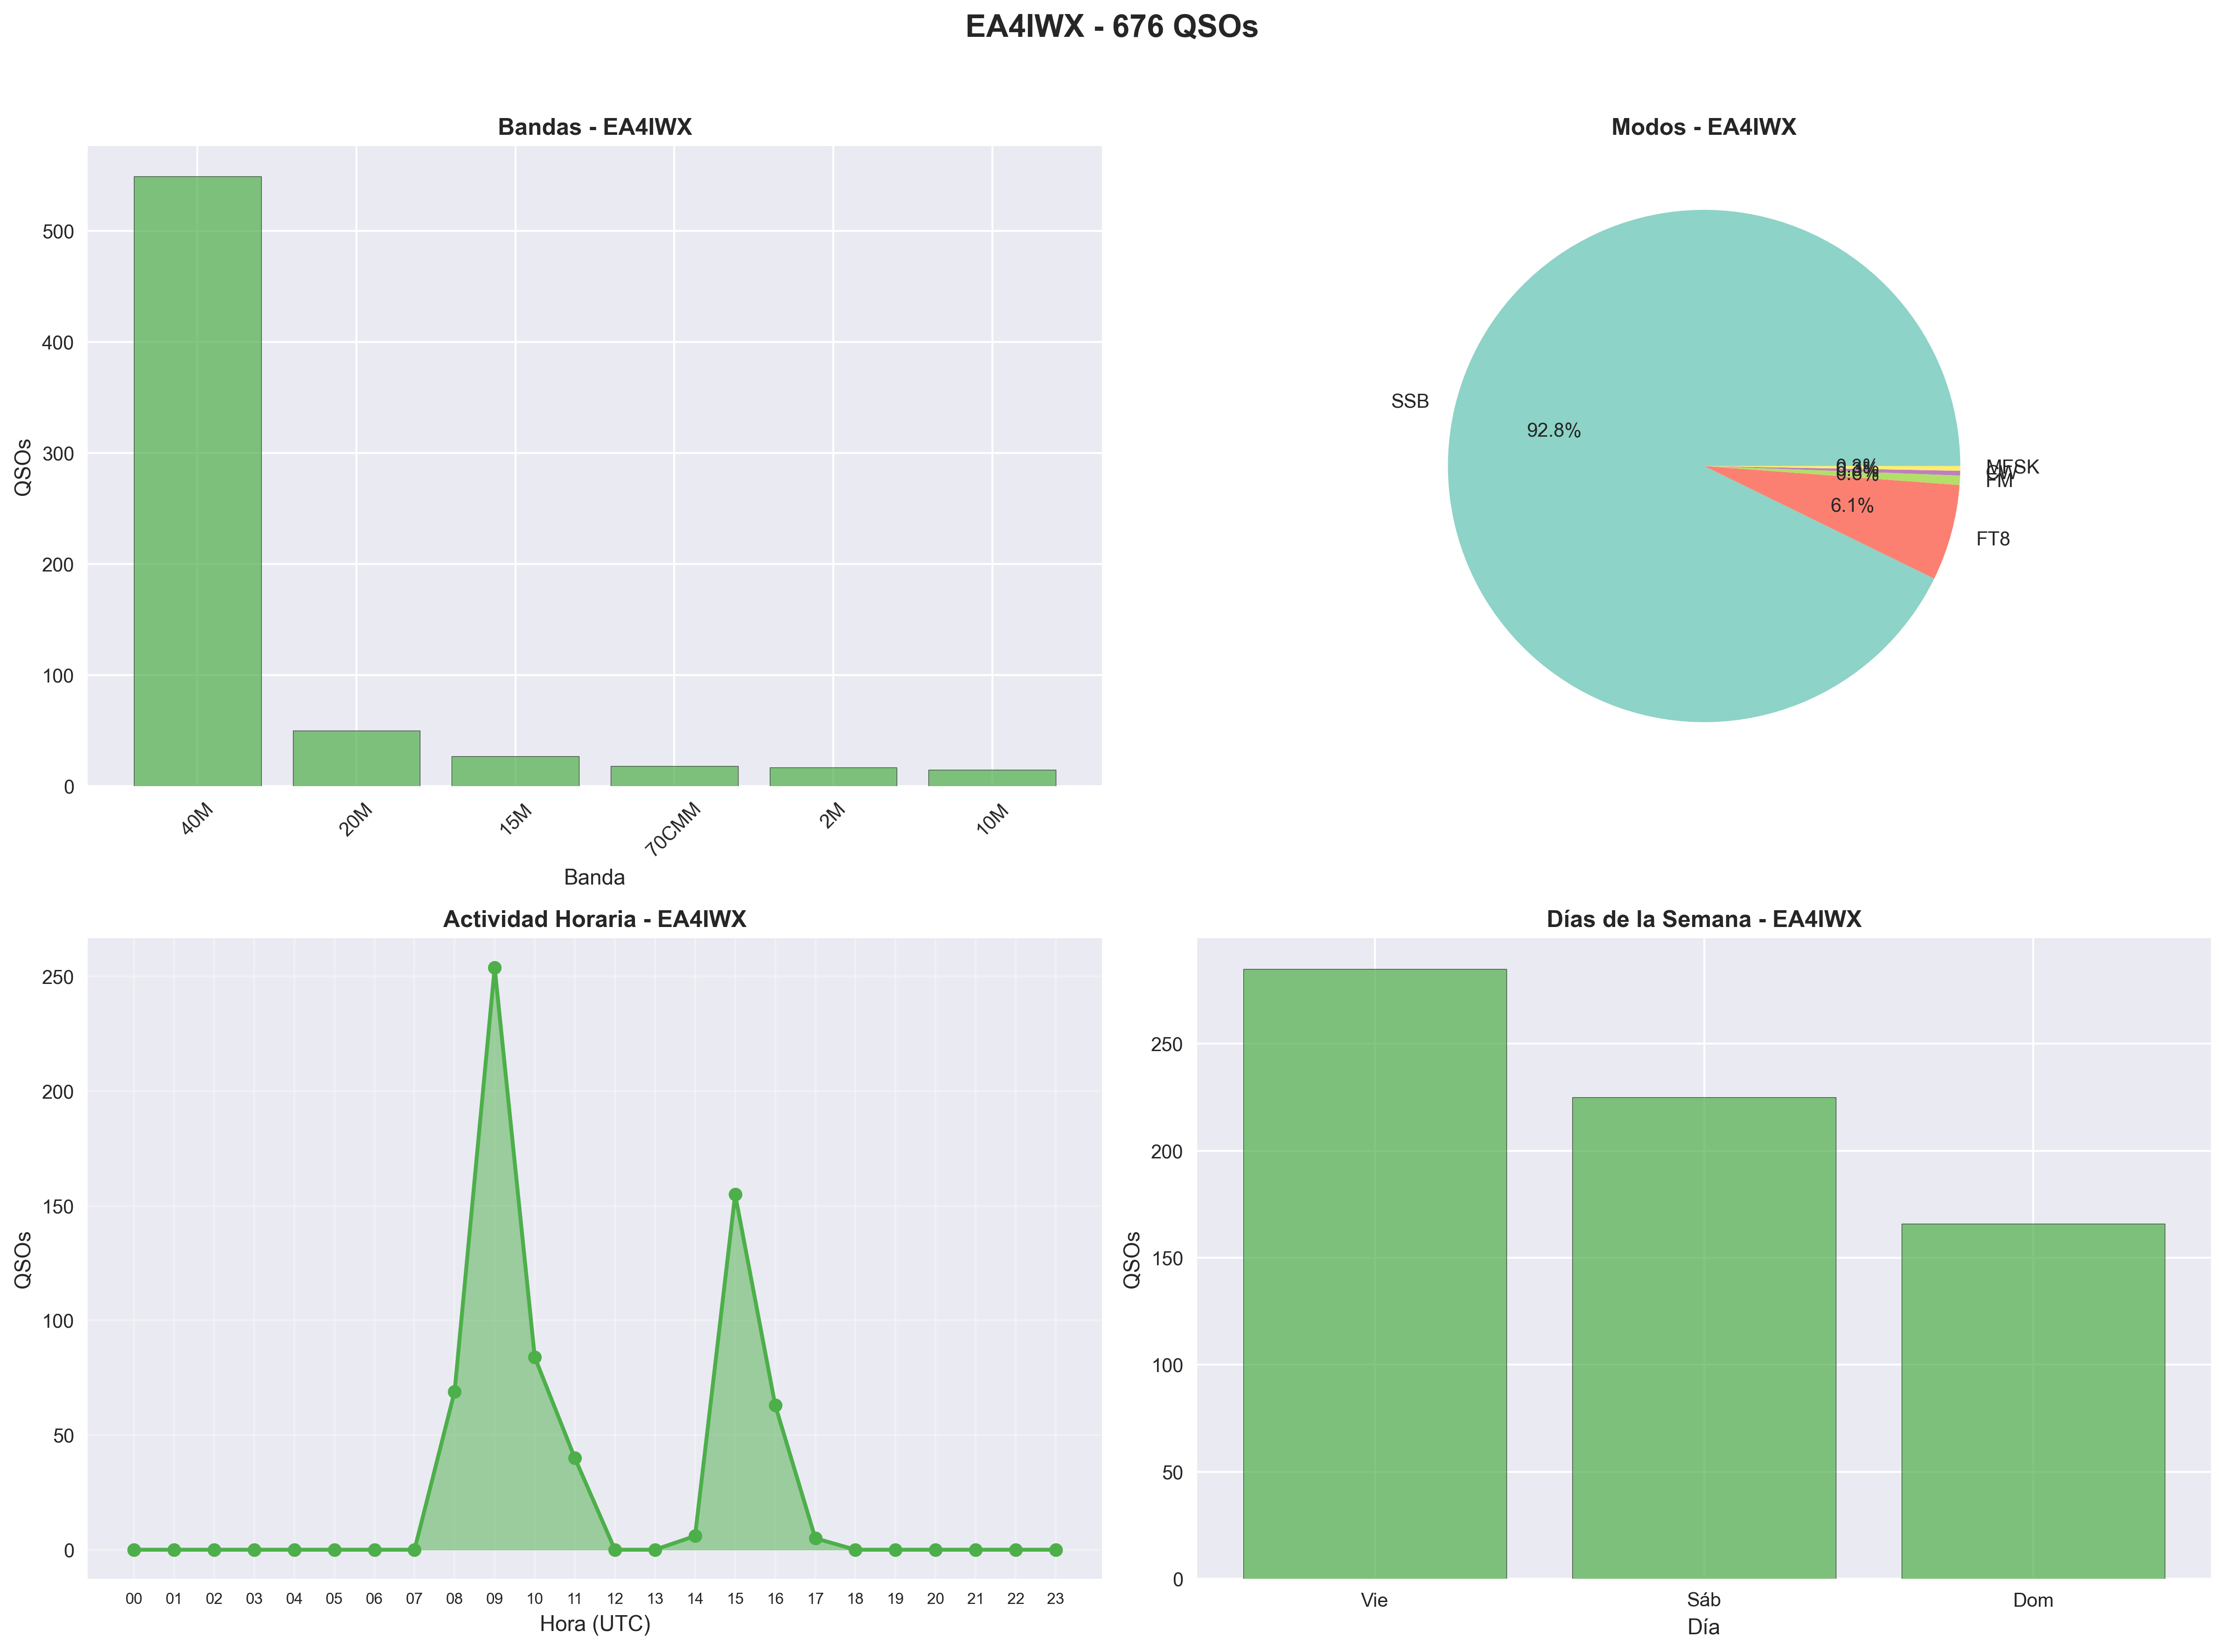 EA4IWX - 676 QSOs
Bandas - EA4IWX
QSOs
500
400
300
200
100
0
40M
20M
15M
70CMM
2M
10M
Banda
Modos - EA4IWX
SSB
92.8%
6.1%
FT8
MFSK
FM
Actividad Horaria - EA4IWX
QSOs
250
200
150
100
50
0
00 01 02 03 04 05 06 07 08 09 10 11 12 13 14 15 16 17 18 19 20 21 22 23
Hora (UTC)
Días de la Semana - EA4IWX
QSOs
250
200
150
100
50
0
Vie
Sáb
Dom
Día